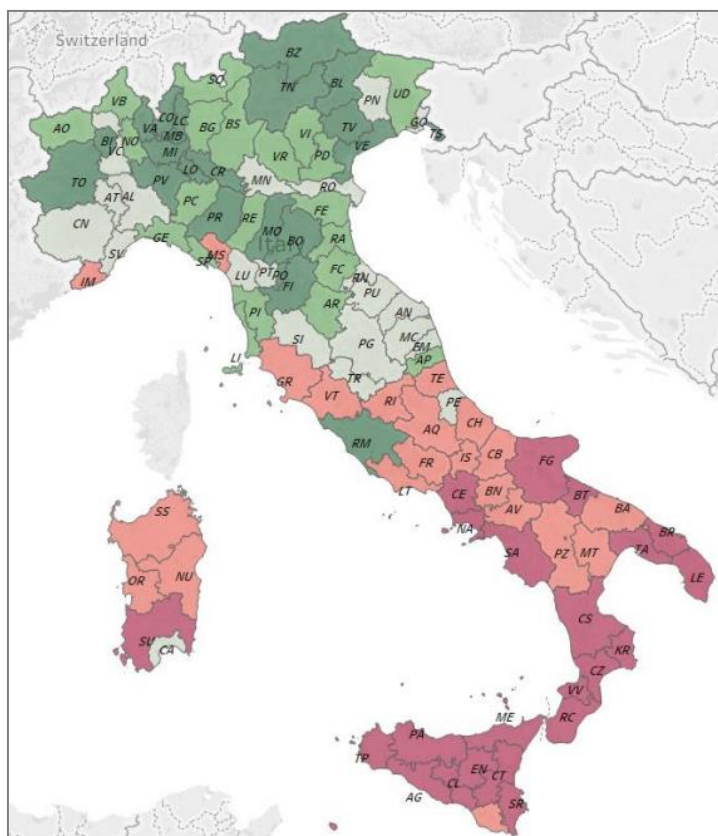 Switzerland
BZ
SO
VB
TN
BL
UD
PN
CO
LC
AO
VA
BG
BS
GO
TS
BI
NO
MB
TV
VI
VC
MI
VE
VR
PD
TO
LO
CR
PV
MN
RO
AT
AL
PC
CN
PR
RE
FE
MO
BO
GE
RA
Italy
SV
SP
MS
FC
LU
PT
PO
RN
IM
FI
PU
PI
AR
AN
SI
MC
PG
FM
LI
AP
TR
TE
GR
VT
RI
PE
AQ
CH
RM
FR
IS
CB
FG
LT
CE
BN
BT
AV
BA
NA
SS
SA
PZ
MT
BR
TA
OR
NU
LE
CS
SU
CA
KR
CZ
VV
ME
RC
PA
TP
EN
CT
AG
CL
SR